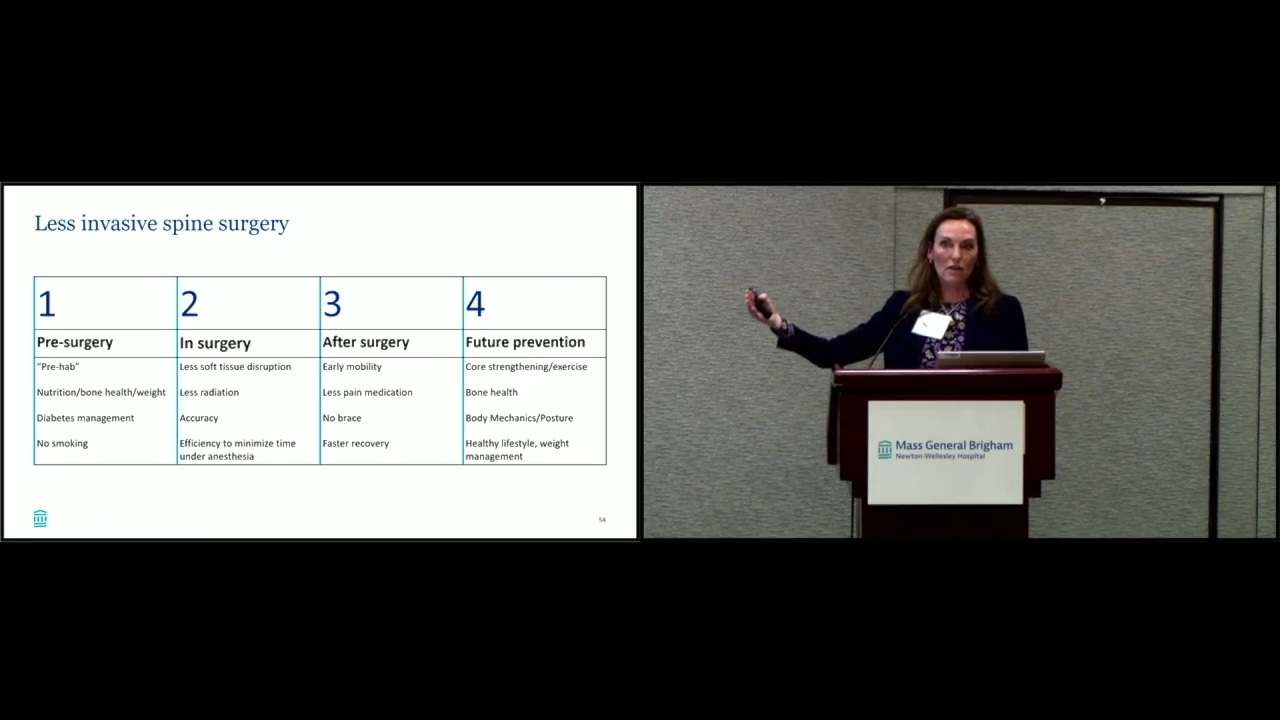 Less invasive spine surgery
1
2
3
4
Pre-surgery
In surgery
After surgery
Future prevention
"Pre-hab"
Less soft tissue disruption
Early mobility
Core strengthening/exercise
Nutrition/bone health/weight
Less radiation
Less pain medication
Bone health
Diabetes management
Accuracy
No brace
Body Mechanics/Posture
No smoking
Efficiency to minimize time
under anesthesia
Faster recovery
Healthy lifestyle, weight
management
54
Mass General Brigham
Newton-Wellesley Hospital